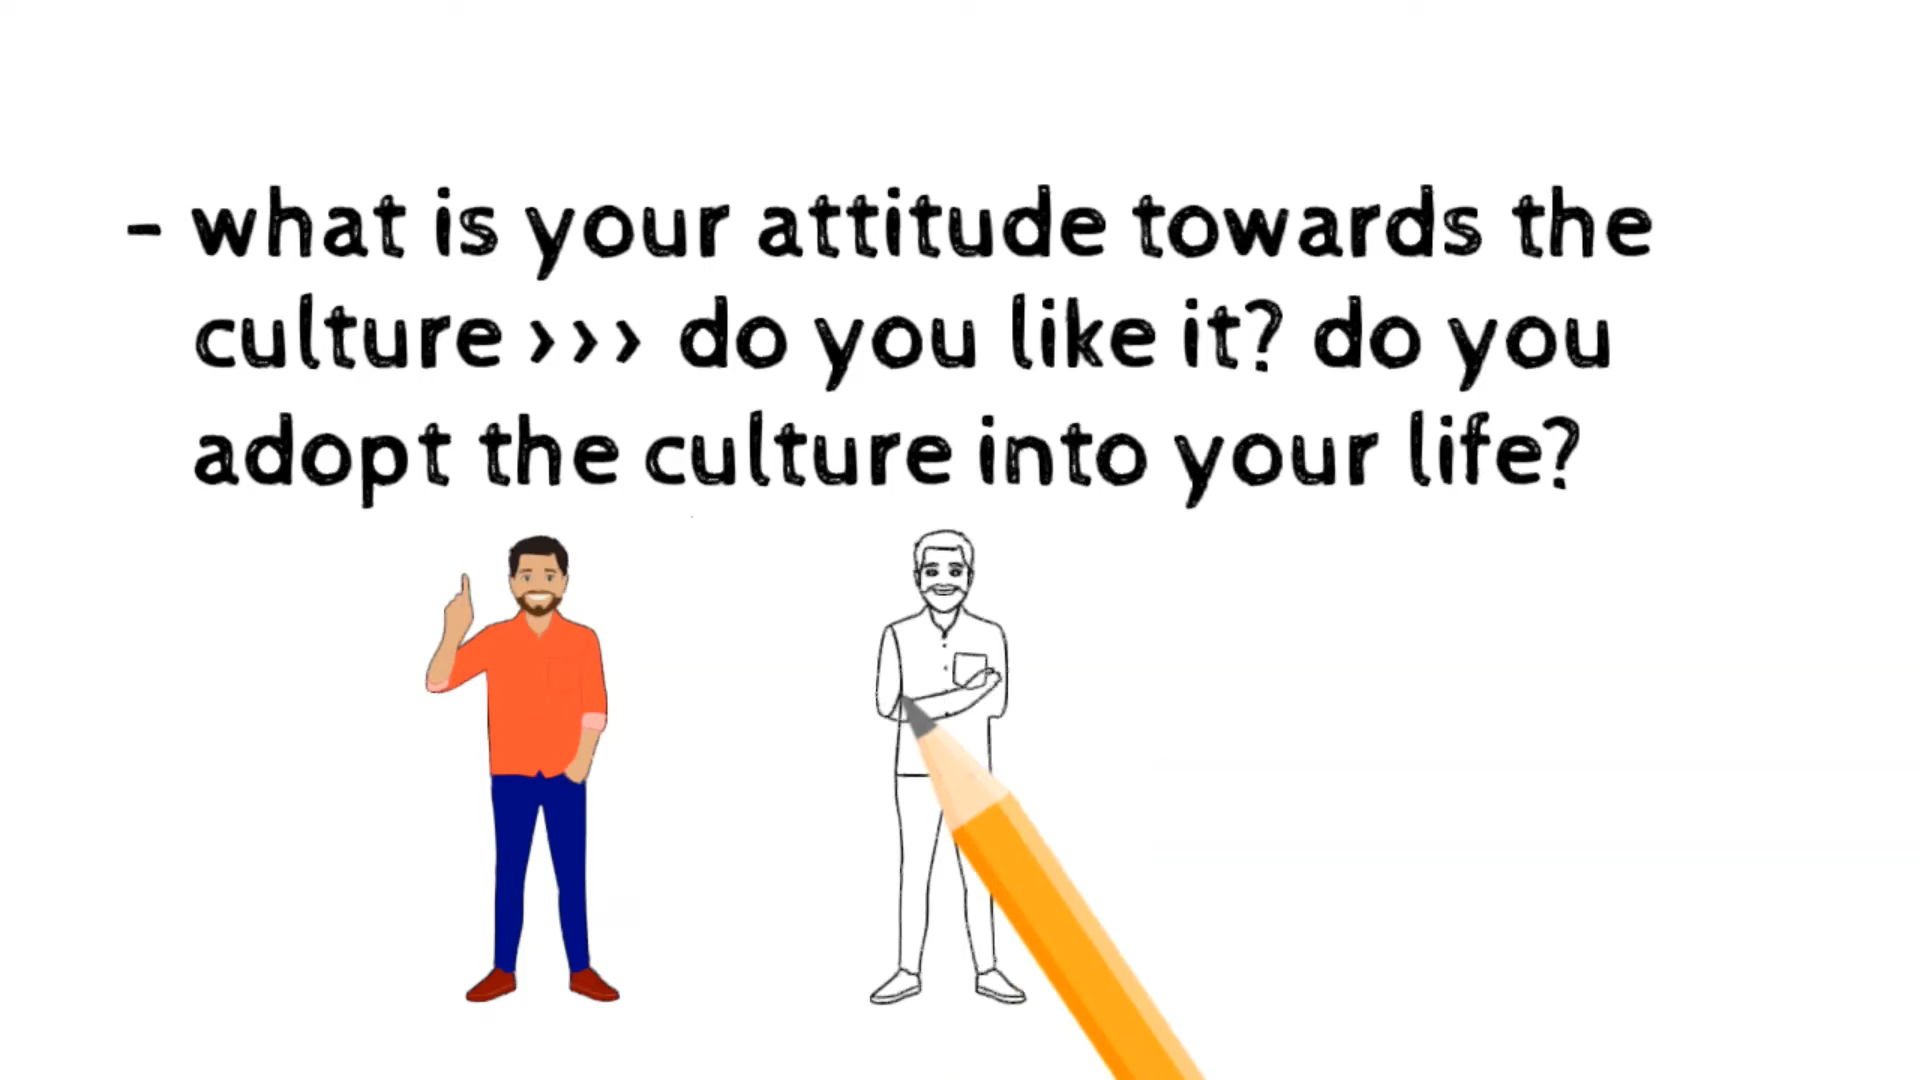 - what is your attitude towards the
culture >>> do you like it? do you
adopt the culture into your life?